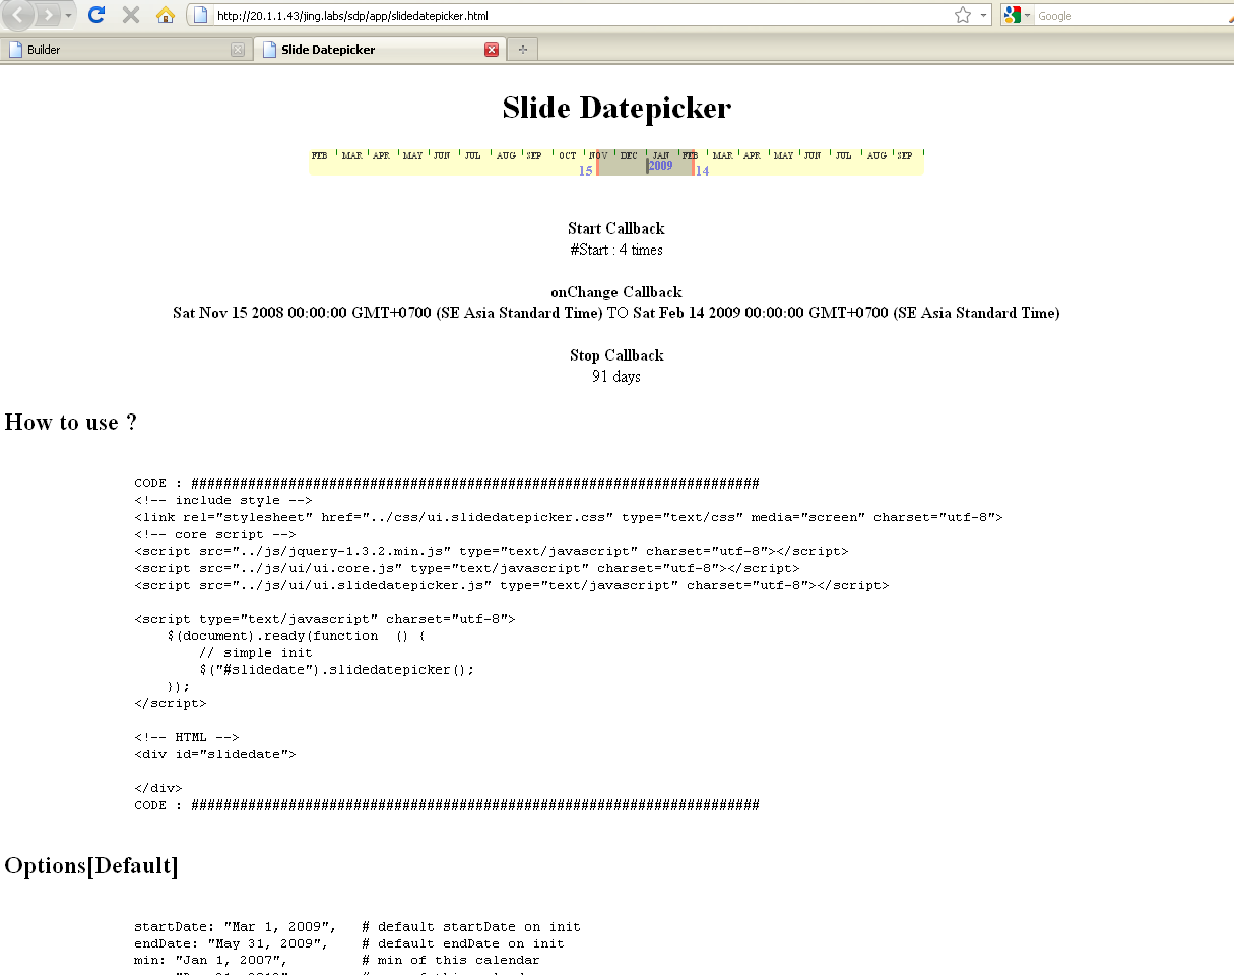 http://20.1.1.43/jing.labs/sdp/app/slidedatepicker.html
Google
Builder
Slide Datepicker
Slide Datepicker
FEB MAR APR MAY JUN JUL AUG SEP OCT NOV DEC JAN FEB MAR APR MAY JUN JUL AUG SEP
15 2009 14
Start Callback
#Start : 4 times
onChange Callback
Sat Nov 15 2008 00:00:00 GMT+0700 (SE Asia Standard Time) TO Sat Feb 14 2009 00:00:00 GMT+0700 (SE Asia Standard Time)
Stop Callback
91 days
How to use ?
CODE : ######################################################################
<!-- include style -->
<link rel="stylesheet" href="../css/ui.slidedatepicker.css" type="text/css" media="screen" charset="utf-8">
<!-- core script -->
<script src="../js/jquery-1.3.2.min.js" type="text/javascript" charset="utf-8"></script>
<script src="../js/ui/ui.core.js" type="text/javascript" charset="utf-8"></script>
<script src="../js/ui/ui.slidedatepicker.js" type="text/javascript" charset="utf-8"></script>
<script type="text/javascript" charset="utf-8">
$(document).ready(function  () {
// simple init
$("#slidedate").slidedatepicker();
});
</script>
<!-- HTML -->
<div id="slidedate">
</div>
CODE : ######################################################################
Options[Default]
startDate: "Mar 1, 2009",   # default startDate on init
endDate: "May 31, 2009",    # default endDate on init
min: "Jan 1, 2007",         # min of this calendar